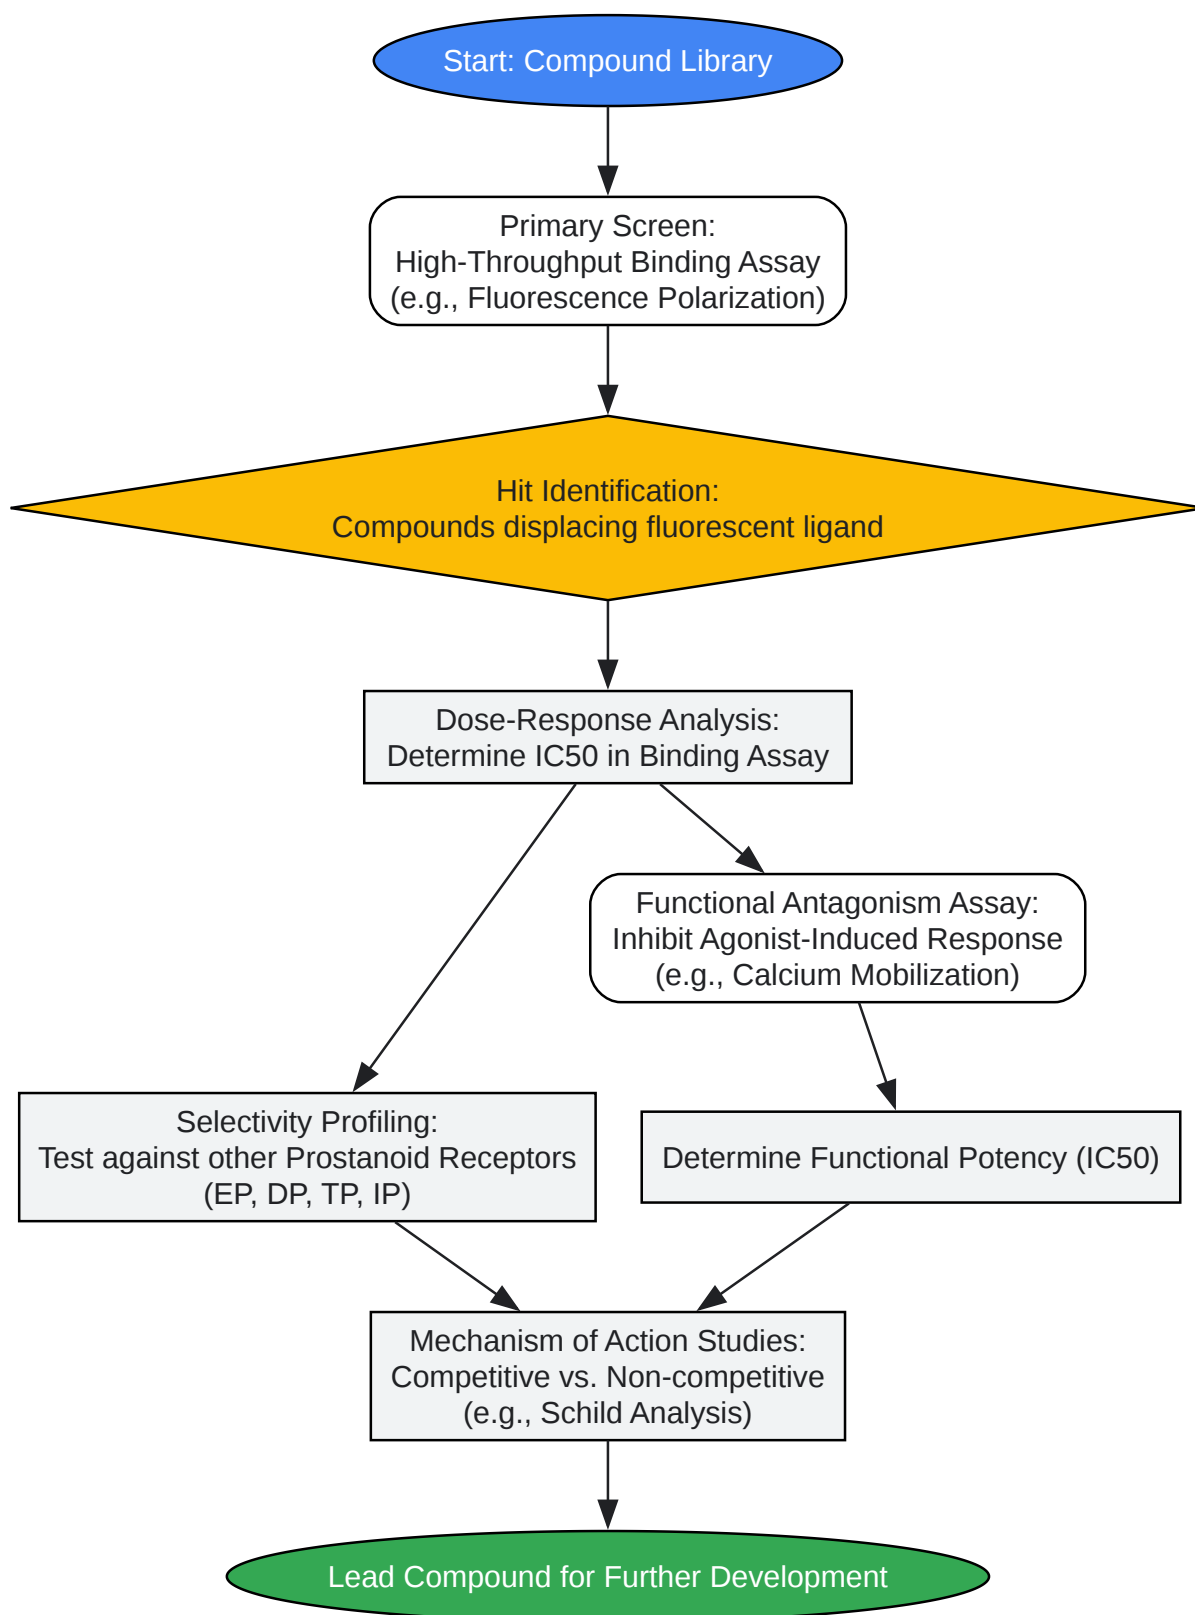 Start: Compound Library
Primary Screen:
High-Throughput Binding Assay
(e.g., Fluorescence Polarization)
Hit Identification:
Compounds displacing fluorescent ligand
Dose-Response Analysis:
Determine IC50 in Binding Assay
Functional Antagonism Assay:
Inhibit Agonist-Induced Response
(e.g., Calcium Mobilization)
Selectivity Profiling:
Test against other Prostanoid Receptors
(EP, DP, TP, IP)
Determine Functional Potency (IC50)
Mechanism of Action Studies:
Competitive vs. Non-competitive
(e.g., Schild Analysis)
Lead Compound for Further Development